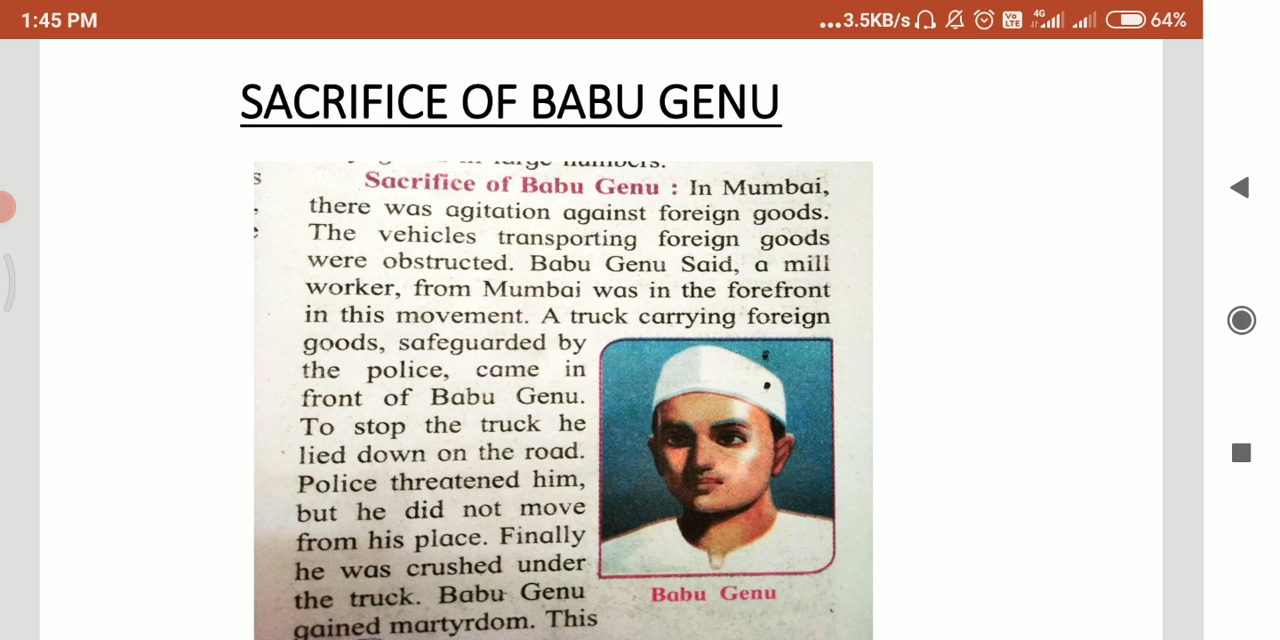 1:45 PM
...3.5KB/s Vo LTE 4G 64%
SACRIFICE OF BABU GENU
numbers.
s
,
e
Sacrifice of Babu Genu : In Mumbai,
there was agitation against foreign goods.
The vehicles transporting foreign goods
were obstructed. Babu Genu Said, a mill
worker, from Mumbai was in the forefront
in this movement. A truck carrying foreign
goods, safeguarded by
the police, came in
front of Babu Genu.
To stop the truck he
lied down on the road.
Police threatened him,
but he did not move
from his place. Finally
he was crushed under
the truck. Babu Genu
gained martyrdom. This
Babu Genu